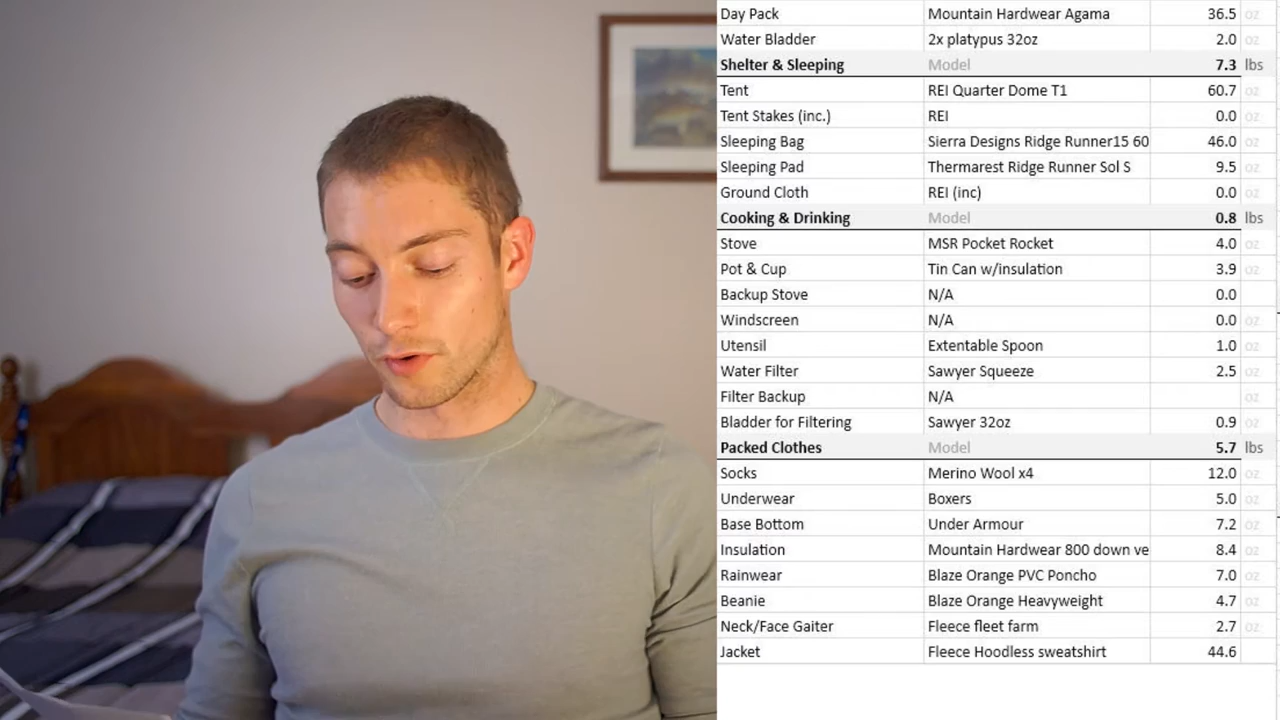 Day Pack Mountain Hardwear Agama 36.5 oz
Water Bladder 2x platypus 32oz 2.0 oz
Shelter & Sleeping Model 7.3 lbs
Tent REI Quarter Dome T1 60.7 oz
Tent Stakes (inc.) REI 0.0 oz
Sleeping Bag Sierra Designs Ridge Runner15 60 46.0 oz
Sleeping Pad Thermarest Ridge Runner Sol S 9.5 oz
Ground Cloth REI (inc) 0.0 oz
Cooking & Drinking Model 0.8 lbs
Stove MSR Pocket Rocket 4.0 oz
Pot & Cup Tin Can w/insulation 3.9 oz
Backup Stove N/A 0.0
Windscreen N/A 0.0 oz
Utensil Extentable Spoon 1.0 oz
Water Filter Sawyer Squeeze 2.5 oz
Filter Backup N/A oz
Bladder for Filtering Sawyer 32oz 0.9 oz
Packed Clothes Model 5.7 lbs
Socks Merino Wool x4 12.0 oz
Underwear Boxers 5.0 oz
Base Bottom Under Armour 7.2 oz
Insulation Mountain Hardwear 800 down ve 8.4 oz
Rainwear Blaze Orange PVC Poncho 7.0 oz
Beanie Blaze Orange Heavyweight 4.7 oz
Neck/Face Gaiter Fleece fleet farm 2.7 oz
Jacket Fleece Hoodless sweatshirt 44.6